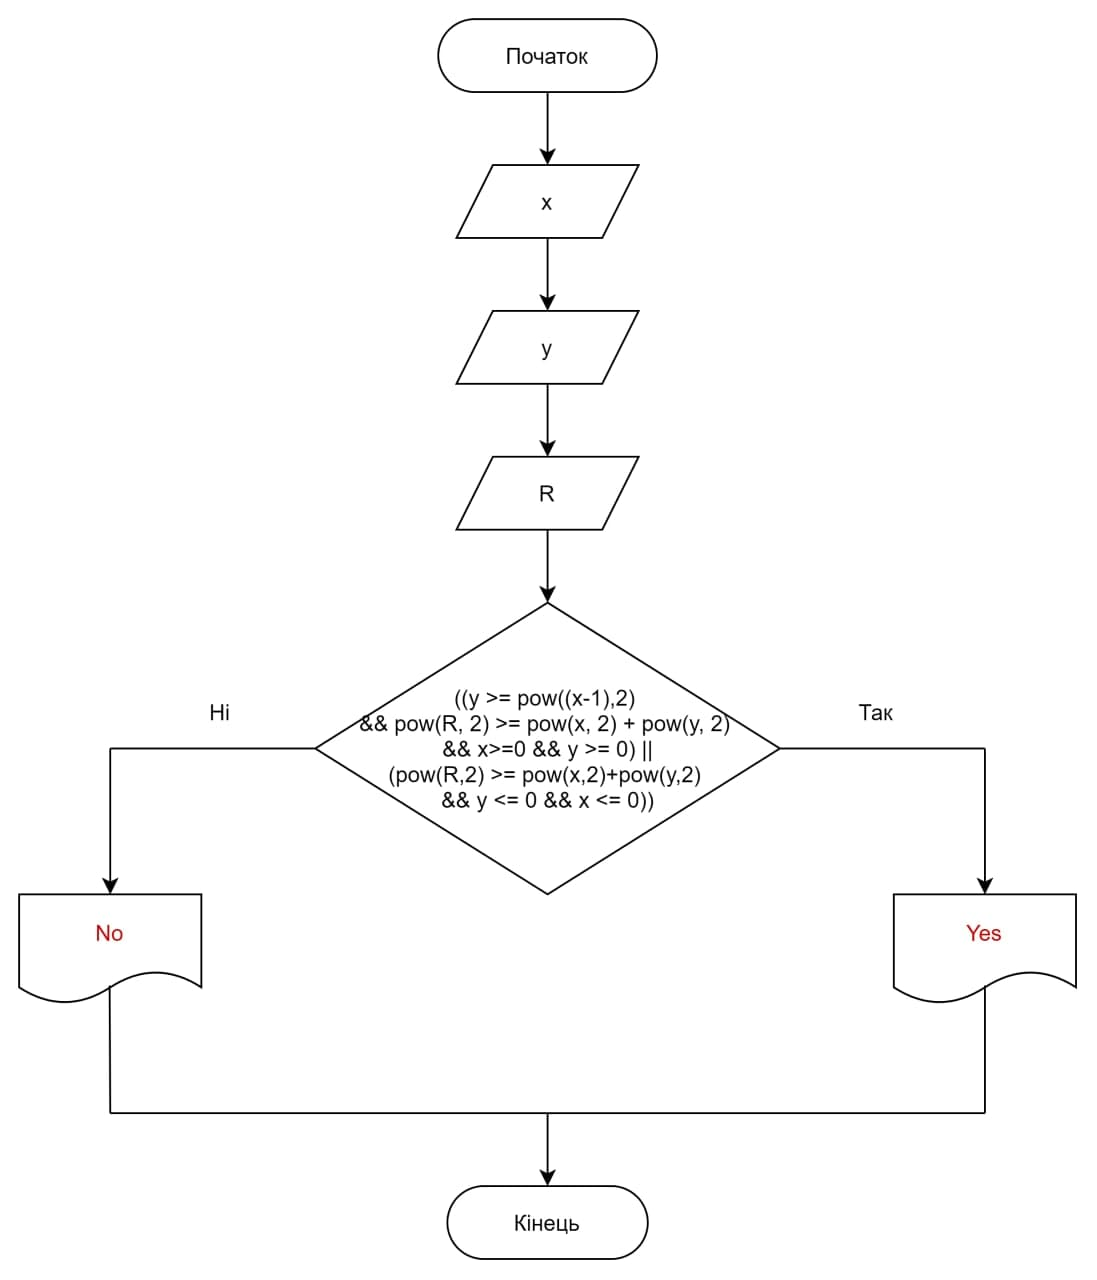 Початок
x
y
R
((y >= pow((x-1),2)
&& pow(R, 2) >= pow(x, 2) + pow(y, 2)
&& x>=0 && y >= 0) ||
(pow(R,2) >= pow(x,2)+pow(y,2)
&& y <= 0 && x <= 0))
Ні
Так
No
Yes
Кінець